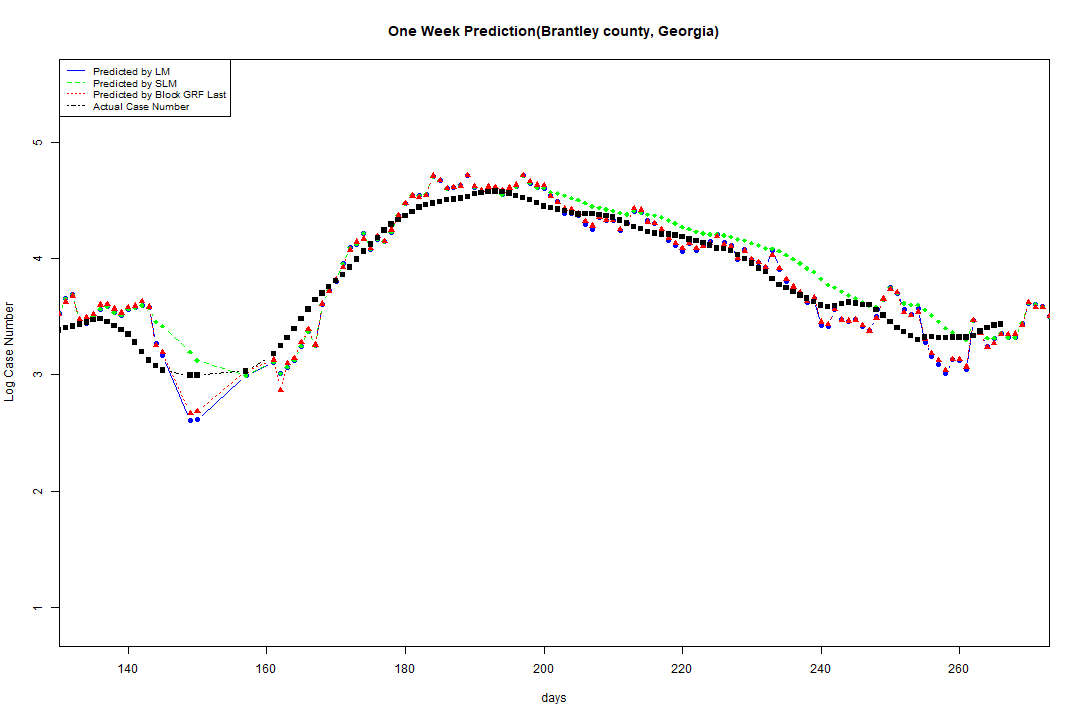 One Week Prediction(Brantley county, Georgia)
Predicted by LM
Predicted by SLM
Predicted by Block GRF Last
Actual Case Number
5
4
3
2
1
Log Case Number
140 160 180 200 220 240 260
days